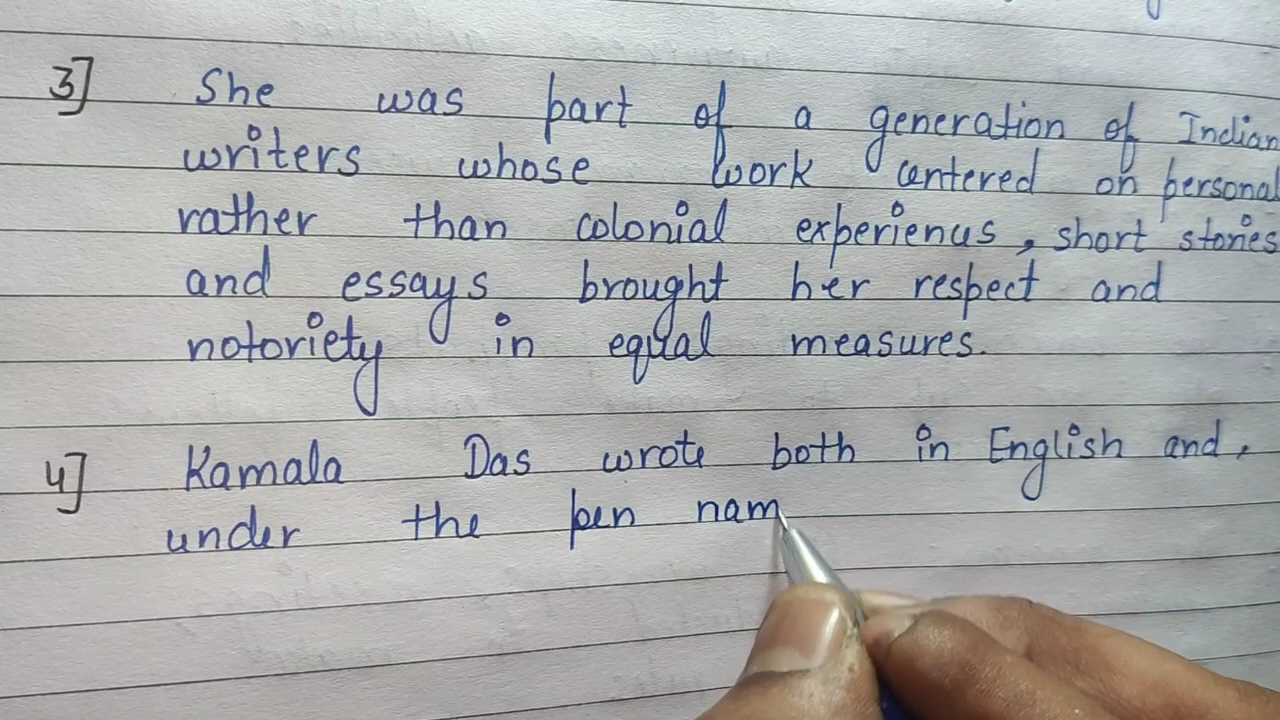 3] She was part of a generation of Indian
writers whose work centered on personal
rather than colonial experiences, short stories
and essays brought her respect and
notoriety in equal measures.
4] Kamala Das wrote both in English and,
under the pen nam